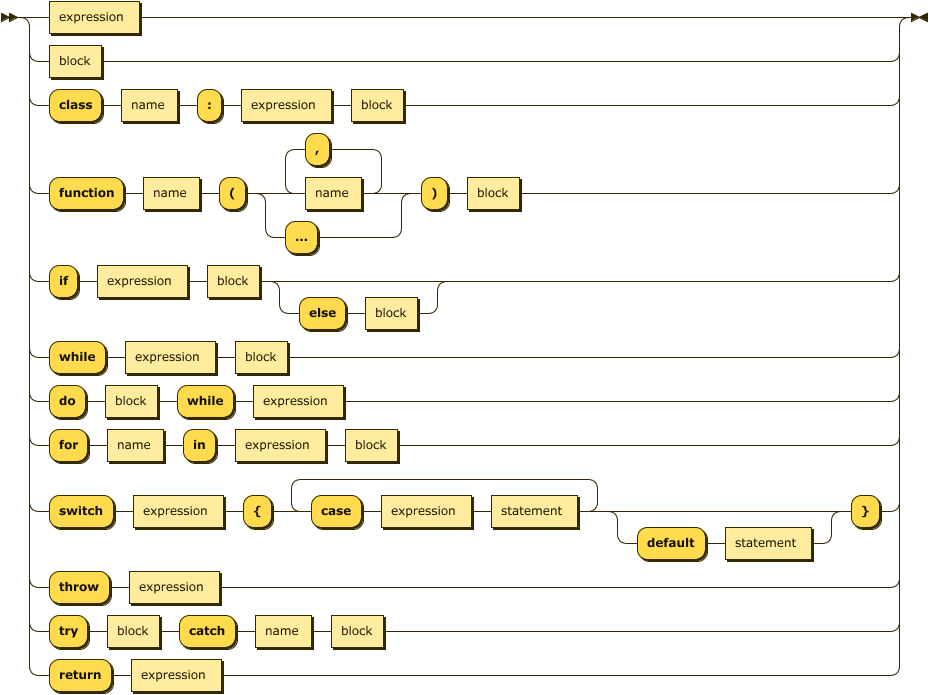 expression
block
class name : expression block
,
function name ( name ) block
...
if expression block
else block
while expression block
do block while expression
for name in expression block
switch expression { case expression statement }
default statement
throw expression
try block catch name block
return expression